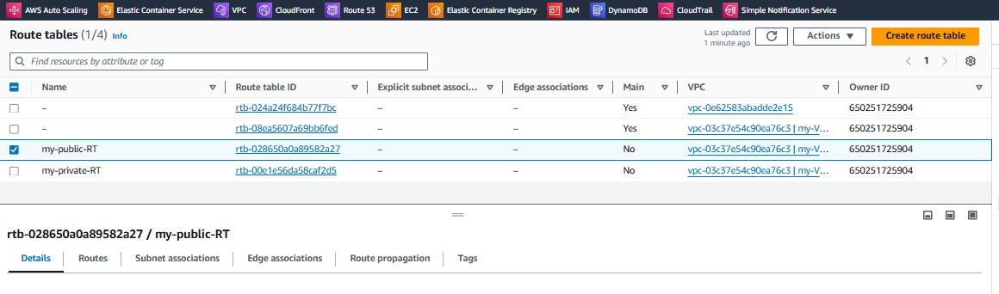 AWS Auto Scaling Elastic Container Service VPC CloudFront Route 53 EC2 Elastic Container Registry IAM DynamoDB CloudTrail Simple Notification Service
Route tables (1/4) Info
Last updated
1 minute ago
Actions
Create route table
Find resources by attribute or tag
1
Name Route table ID Explicit subnet associ... Edge associations Main VPC Owner ID
– rtb-024a24f684b77f7bc – – Yes vpc-0e62583abadde2e15 650251725904
– rtb-08ea5607a69bb6fed – – Yes vpc-03c37e54c90ea76c3 | my-V... 650251725904
my-public-RT rtb-028650a0a89582a27 – – No vpc-03c37e54c90ea76c3 | my-V... 650251725904
my-private-RT rtb-00e1e56da58caf2d5 – – No vpc-03c37e54c90ea76c3 | my-V... 650251725904
rtb-028650a0a89582a27 / my-public-RT
Details Routes Subnet associations Edge associations Route propagation Tags